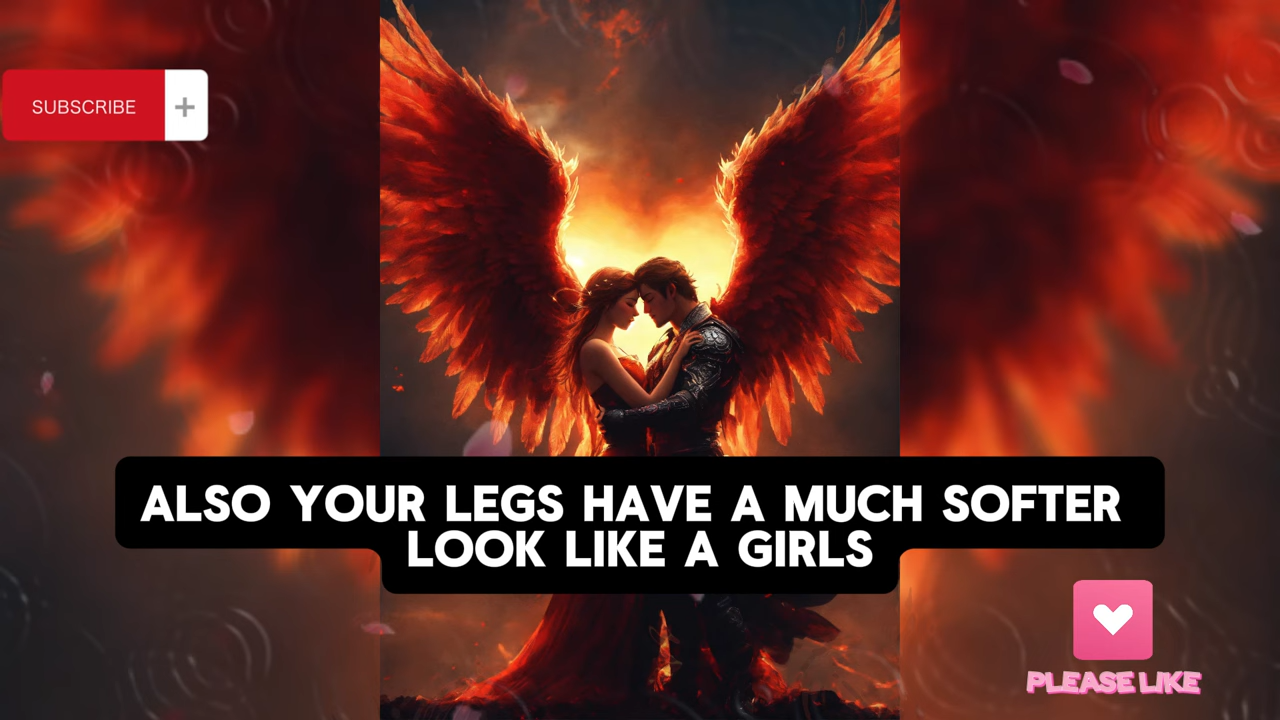 SUBSCRIBE +
ALSO YOUR LEGS HAVE A MUCH SOFTER
LOOK LIKE A GIRLS
PLEASE LIKE